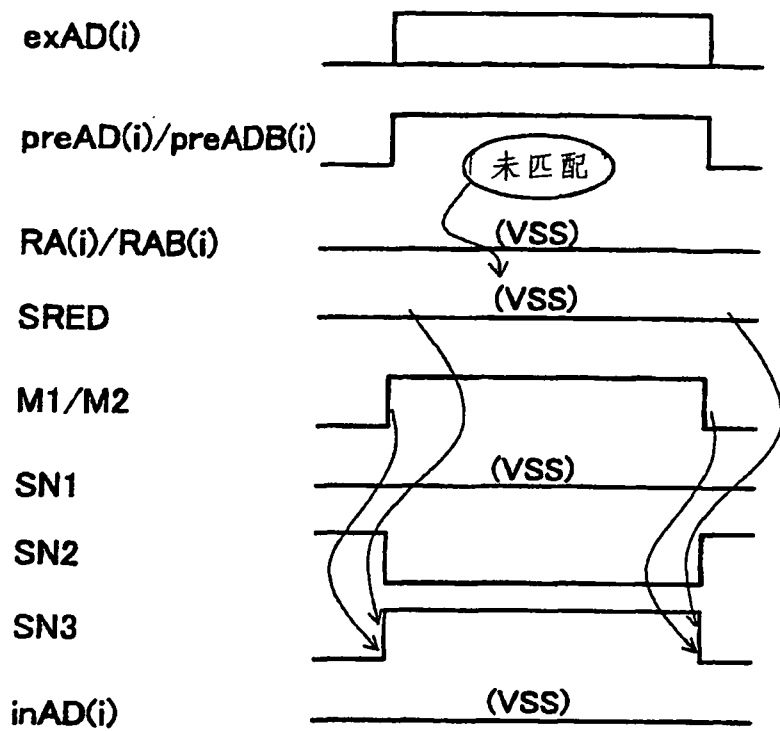 exAD(i)
preAD(i)/preADB(i)
未匹配
RA(i)/RAB(i)
(VSS)
SRED
(VSS)
M1/M2
SN1
(VSS)
SN2
SN3
inAD(i)
(VSS)